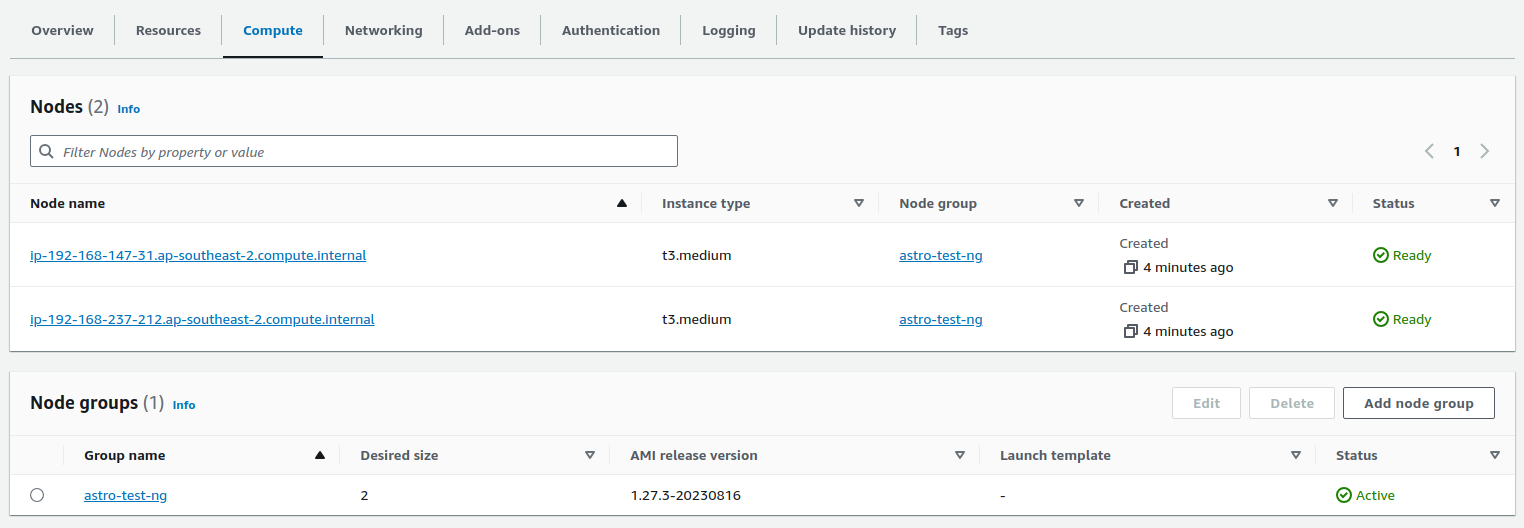 Overview Resources Compute Networking Add-ons Authentication Logging Update history Tags
Nodes (2) Info
Filter Nodes by property or value
1
Node name Instance type Node group Created Status
Created
ip-192-168-147-31.ap-southeast-2.compute.internal t3.medium astro-test-ng Ready
4 minutes ago
Created
ip-192-168-237-212.ap-southeast-2.compute.internal t3.medium astro-test-ng Ready
4 minutes ago
Node groups (1) Info Edit Delete Add node group
Group name Desired size AMI release version Launch template Status
astro-test-ng 2 1.27.3-20230816 - Active